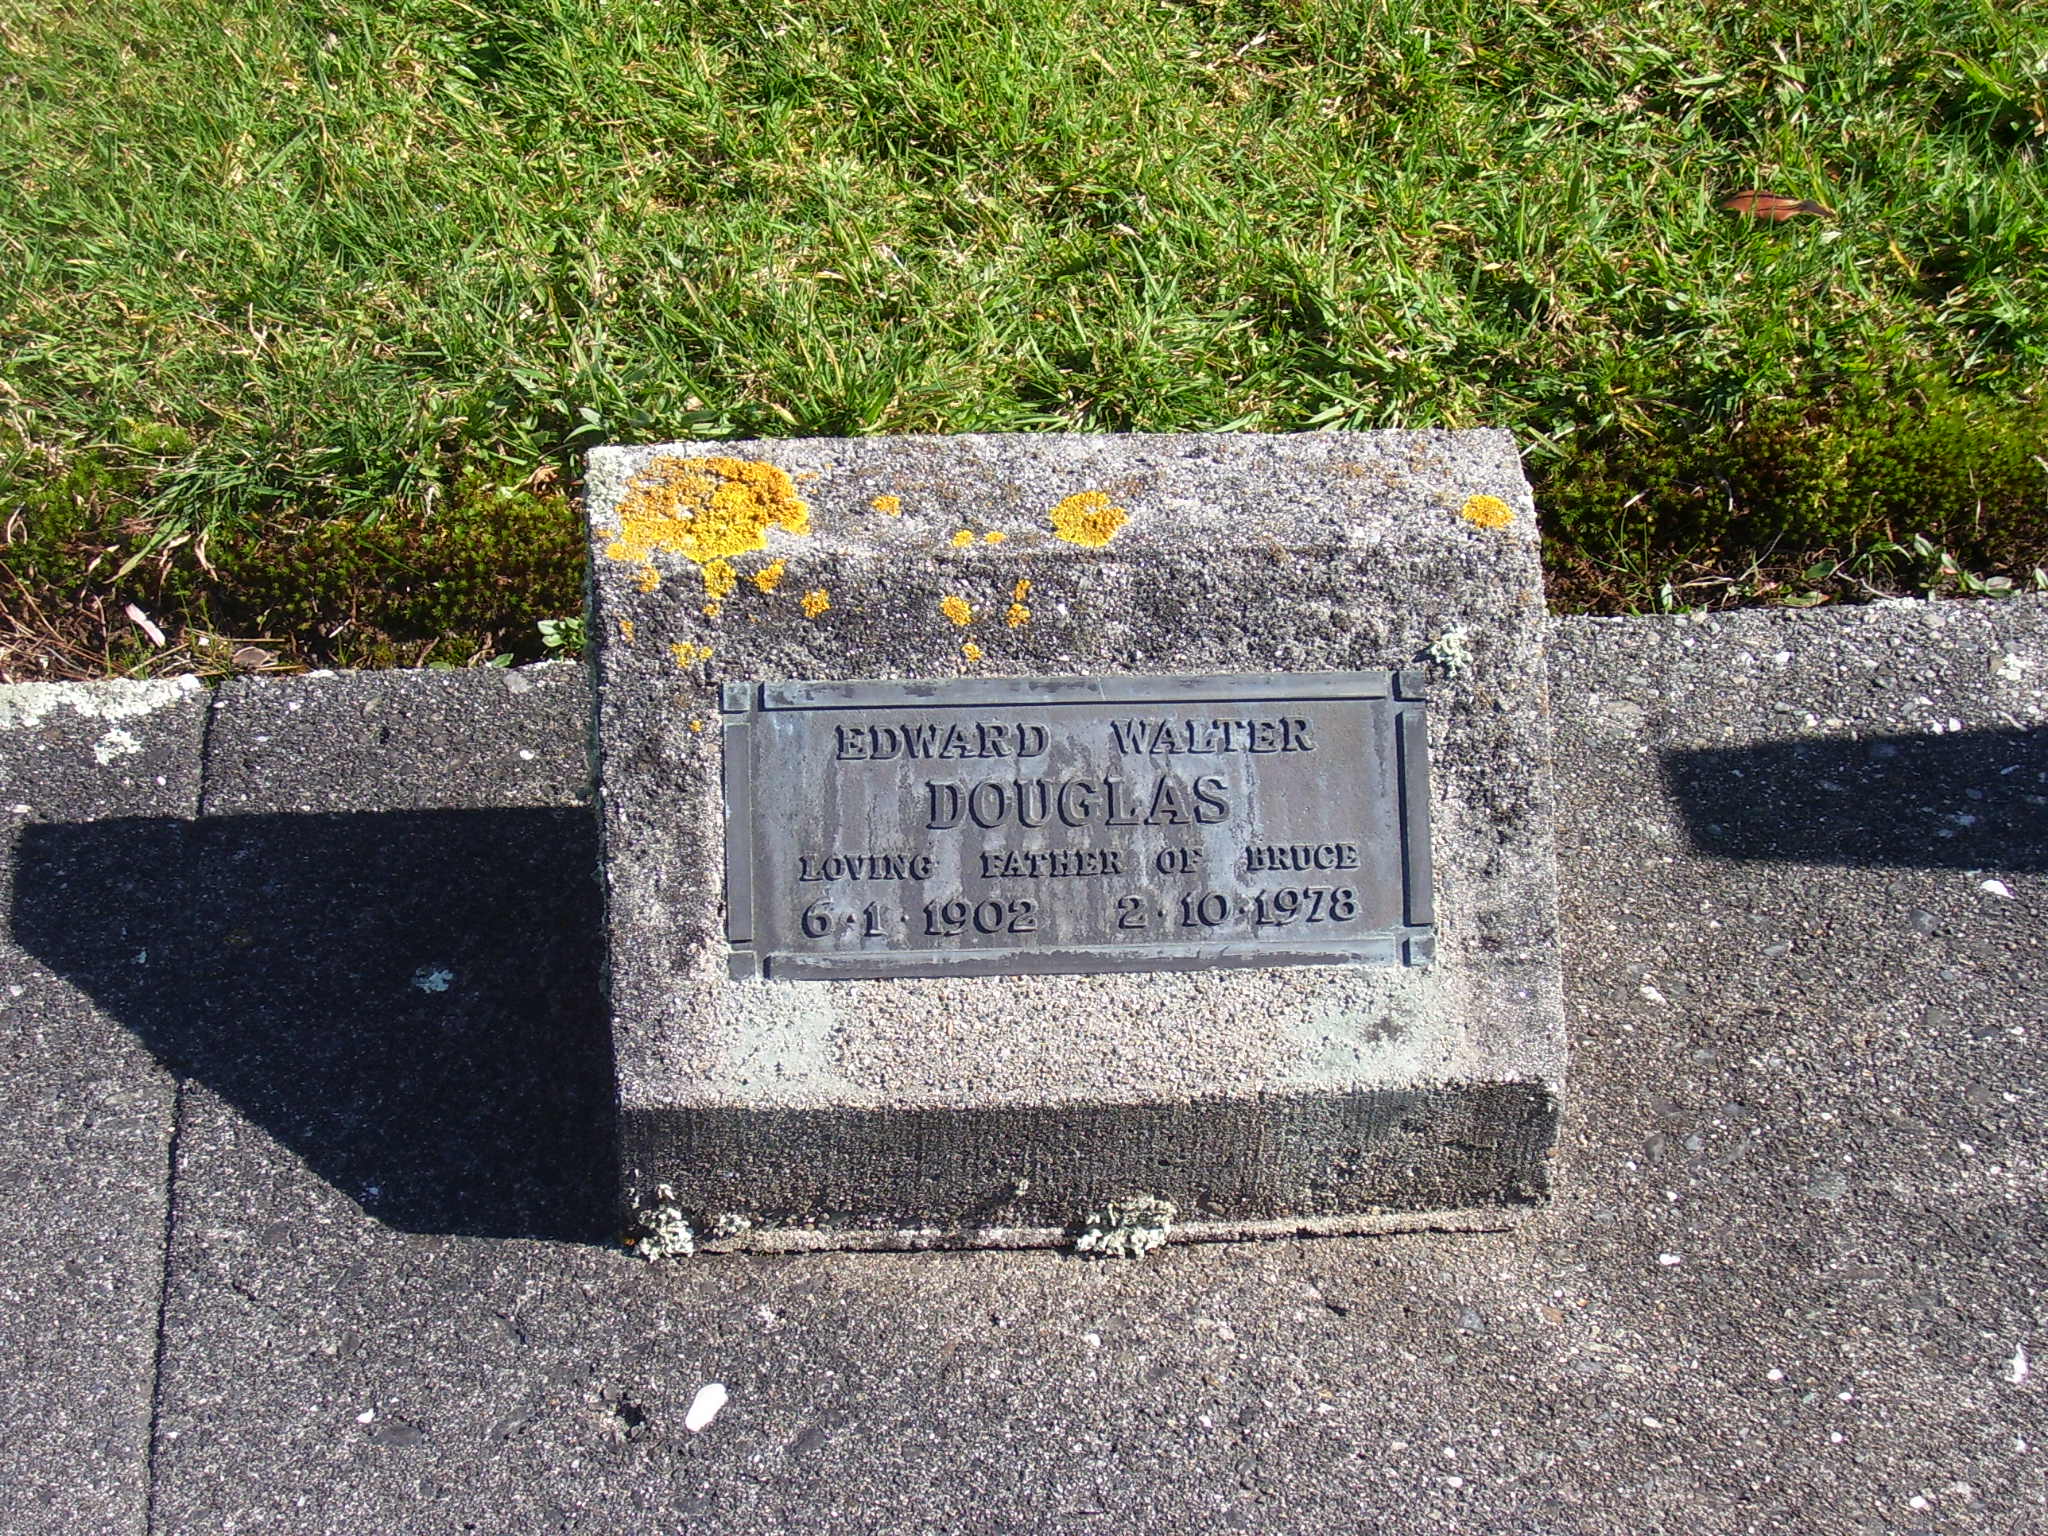 EDWARD WALTER
DOUGLAS
LOVING FATHER OF BRUCE
6·1·1902 2·10·1978